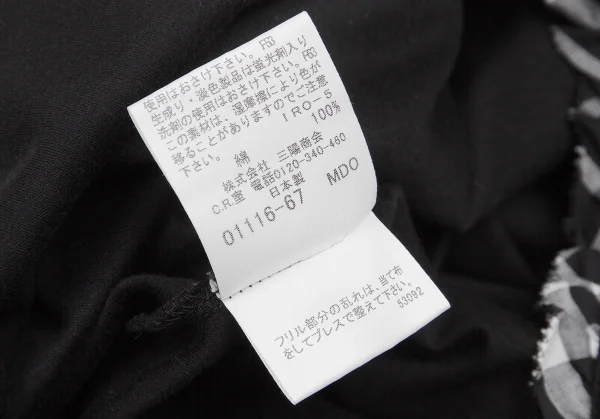 使用はおさけ下さい。F53
生成り・淡色製品は蛍光剤入り
洗剤の使用はおさけ下さい。F53
この素材は、湿摩擦により色が
移ることがありますのでご注意
下さい。 IRO-5
綿 100%
株式会社 三陽商会
C.R.室 電話0120-340-460
日本製
01116-67 MDO
フリル部分の乱れは、当て布
をしてプレスで整えて下さい。
53092